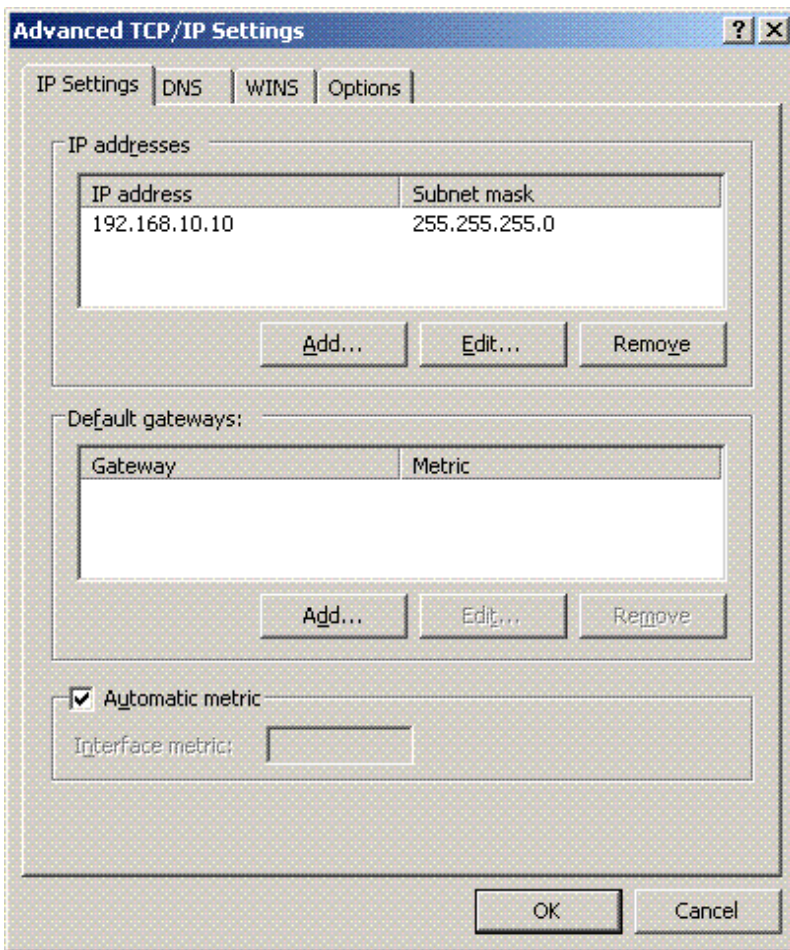 Advanced TCP/IP Settings
IP Settings DNS WINS Options
IP addresses
IP address Subnet mask
192.168.10.10 255.255.255.0
Add... Edit... Remove
Default gateways:
Gateway Metric
Add... Edit... Remove
Automatic metric
Interface metric:
OK Cancel